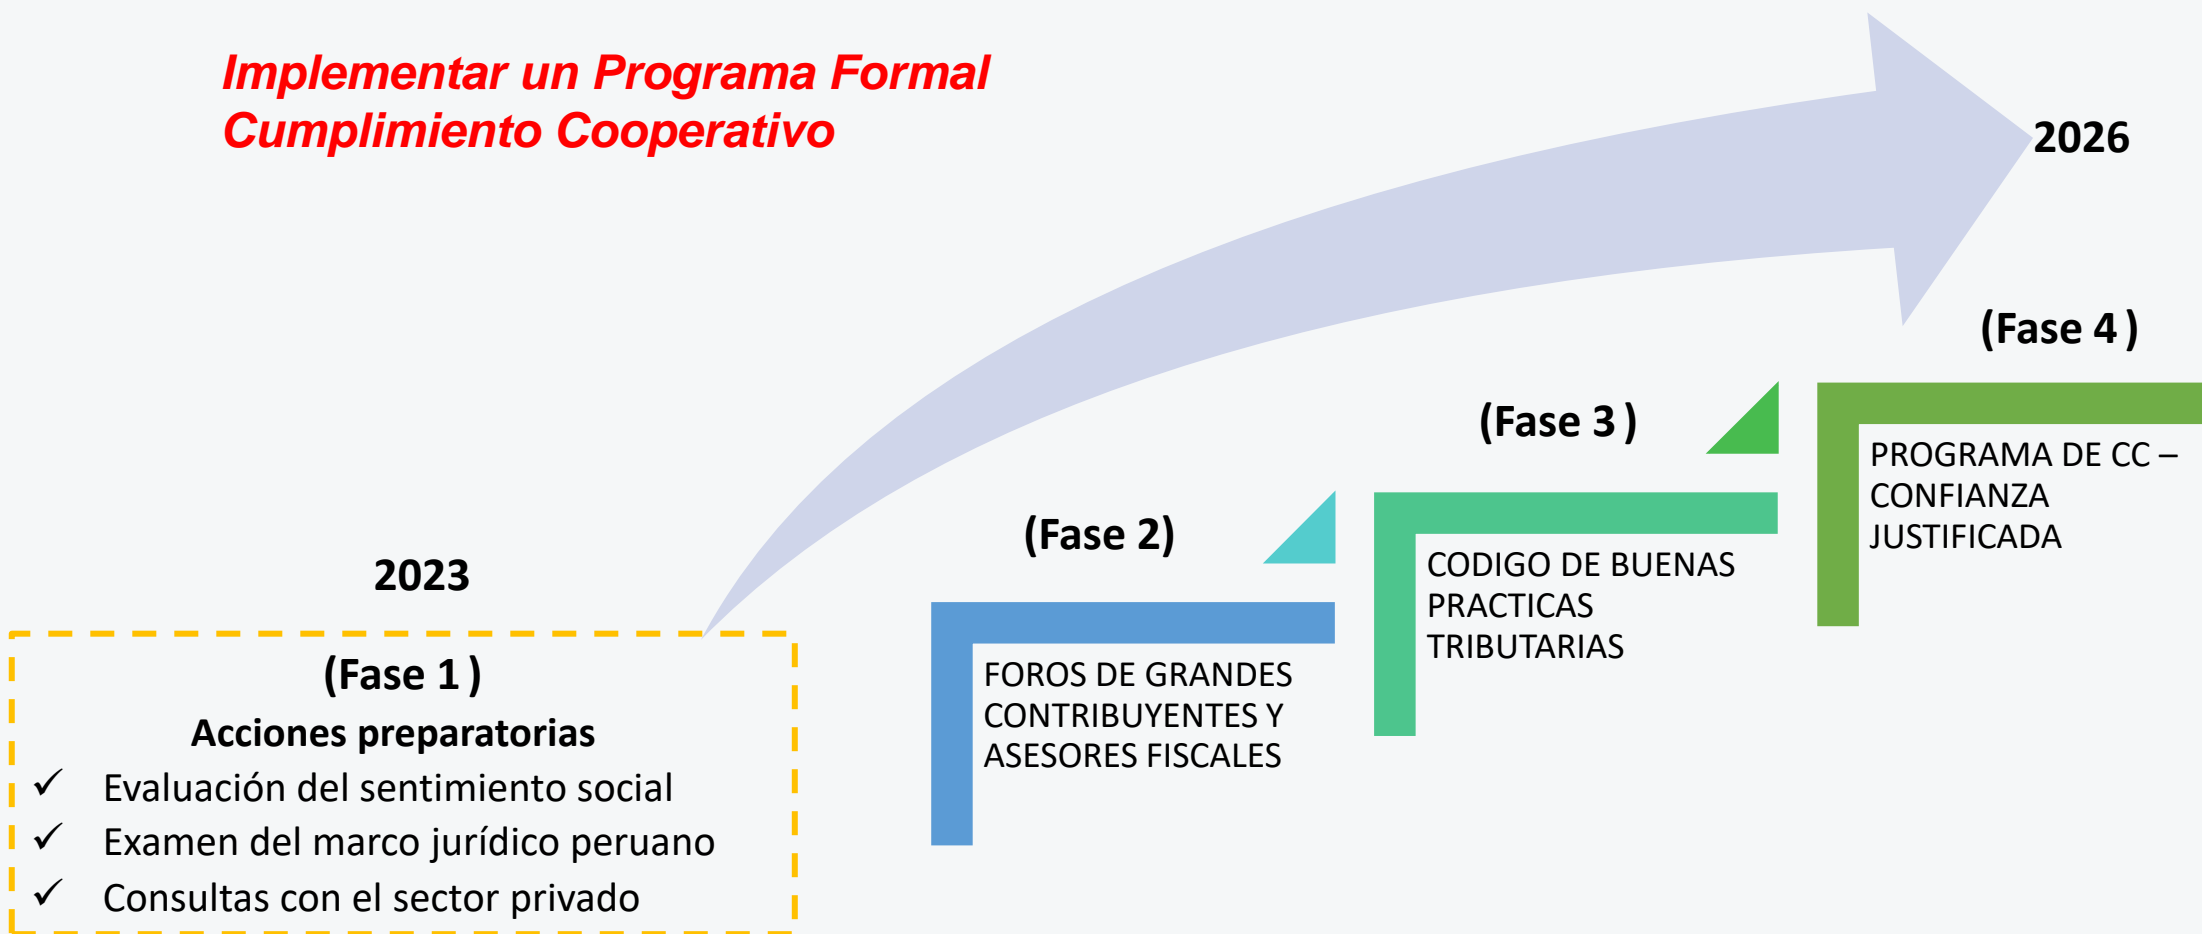 Implementar un Programa Formal
Cumplimiento Cooperativo
2026
(Fase 4 )
PROGRAMA DE CC –
CONFIANZA
JUSTIFICADA
(Fase 3 )
CODIGO DE BUENAS
PRACTICAS
TRIBUTARIAS
(Fase 2)
FOROS DE GRANDES
CONTRIBUYENTES Y
ASESORES FISCALES
2023
(Fase 1 )
Acciones preparatorias
✓ Evaluación del sentimiento social
✓ Examen del marco jurídico peruano
✓ Consultas con el sector privado